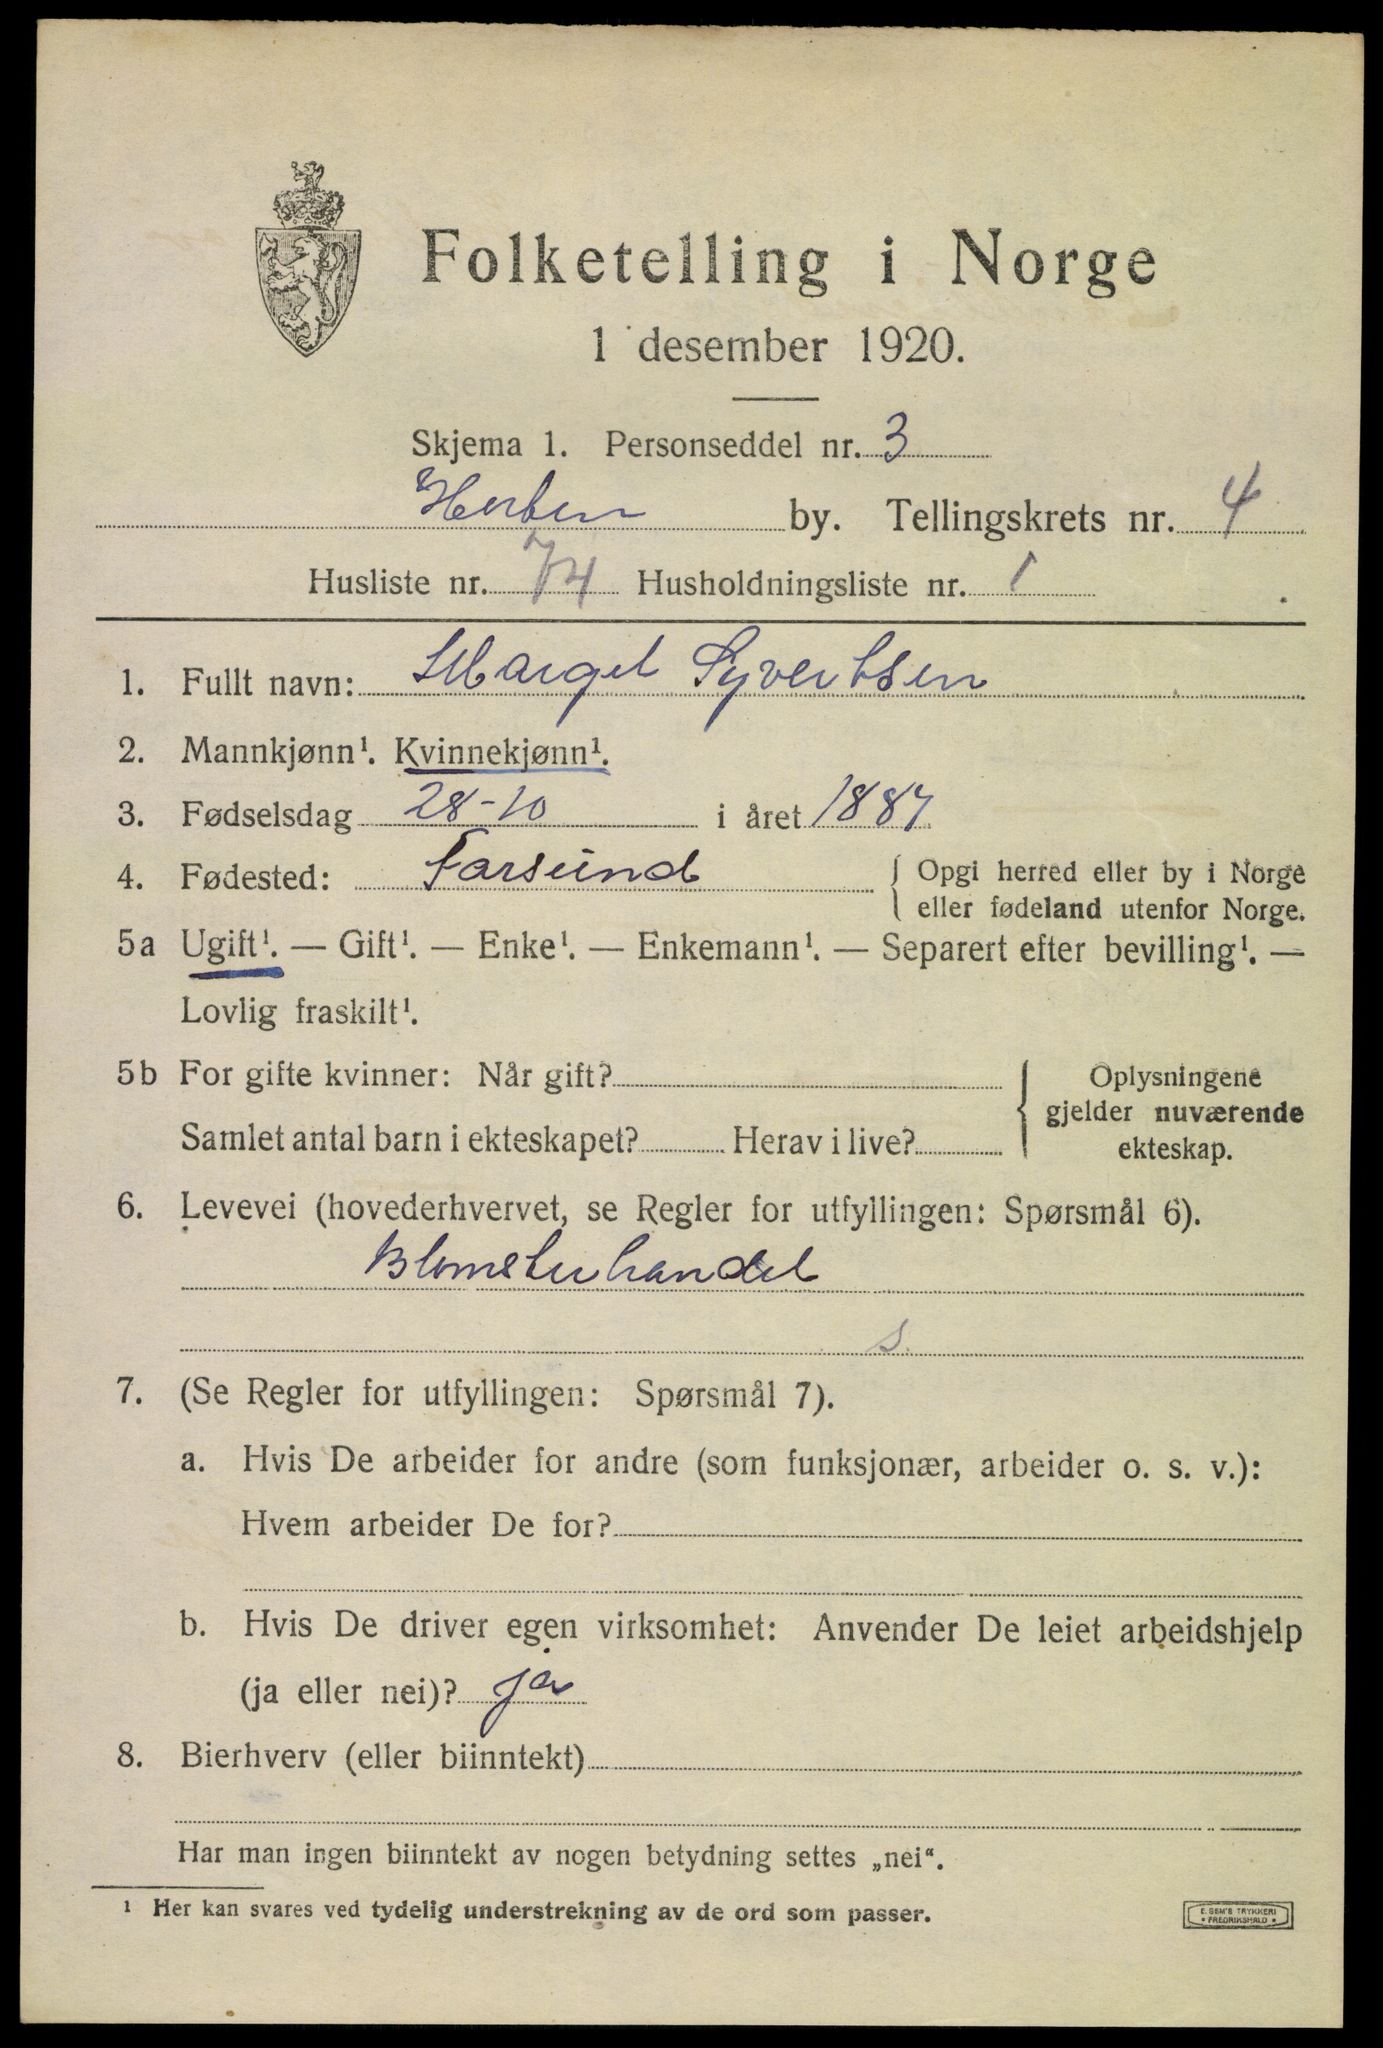 Folketelling i Norge
1 desember 1920.
Skjema 1. Personseddel nr. 3
Horten by. Tellingskrets nr. 4
Husliste nr. 74 Husholdningsliste nr. 1
1. Fullt navn: Marget Syvertsen
2. Mannkjønn¹. Kvinnekjønn¹.
3. Fødselsdag 28-10 i året 1887
4. Fødested: Farsund { Opgi herred eller by i Norge
eller fødeland utenfor Norge.
5a Ugift¹. — Gift¹. — Enke¹. — Enkemann¹. — Separert efter bevilling¹. —
Lovlig fraskilt¹.
5b For gifte kvinner: Når gift? { Oplysningene
gjelder nuværende
Samlet antal barn i ekteskapet? Herav i live? ekteskap.
6. Levevei (hovederhvervet, se Regler for utfyllingen: Spørsmål 6).
Blomsterhandel
s.
7. (Se Regler for utfyllingen: Spørsmål 7).
a. Hvis De arbeider for andre (som funksjonær, arbeider o. s. v.):
Hvem arbeider De for?
b. Hvis De driver egen virksomhet: Anvender De leiet arbeidshjelp
(ja eller nei)? ja
8. Bierhverv (eller biinntekt)
Har man ingen biinntekt av nogen betydning settes „nei“.
¹ Her kan svares ved tydelig understrekning av de ord som passer.
E. SEM'S TRYKKERI
• FREDRIKSHALD •